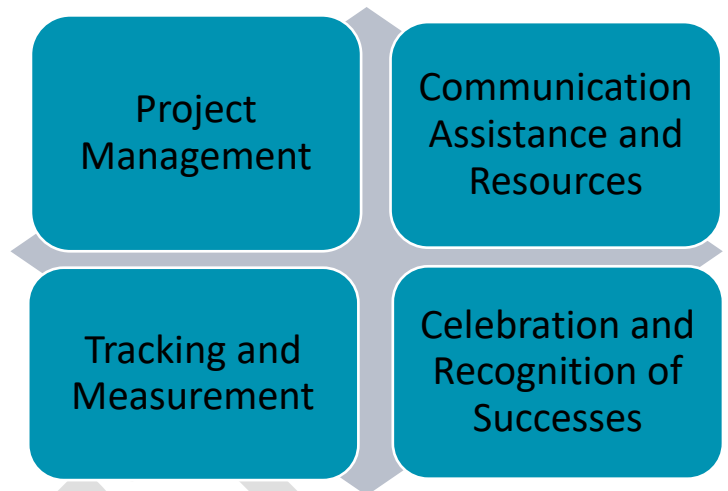 Project
Management
Communication
Assistance and
Resources
Tracking and
Measurement
Celebration and
Recognition of
Successes